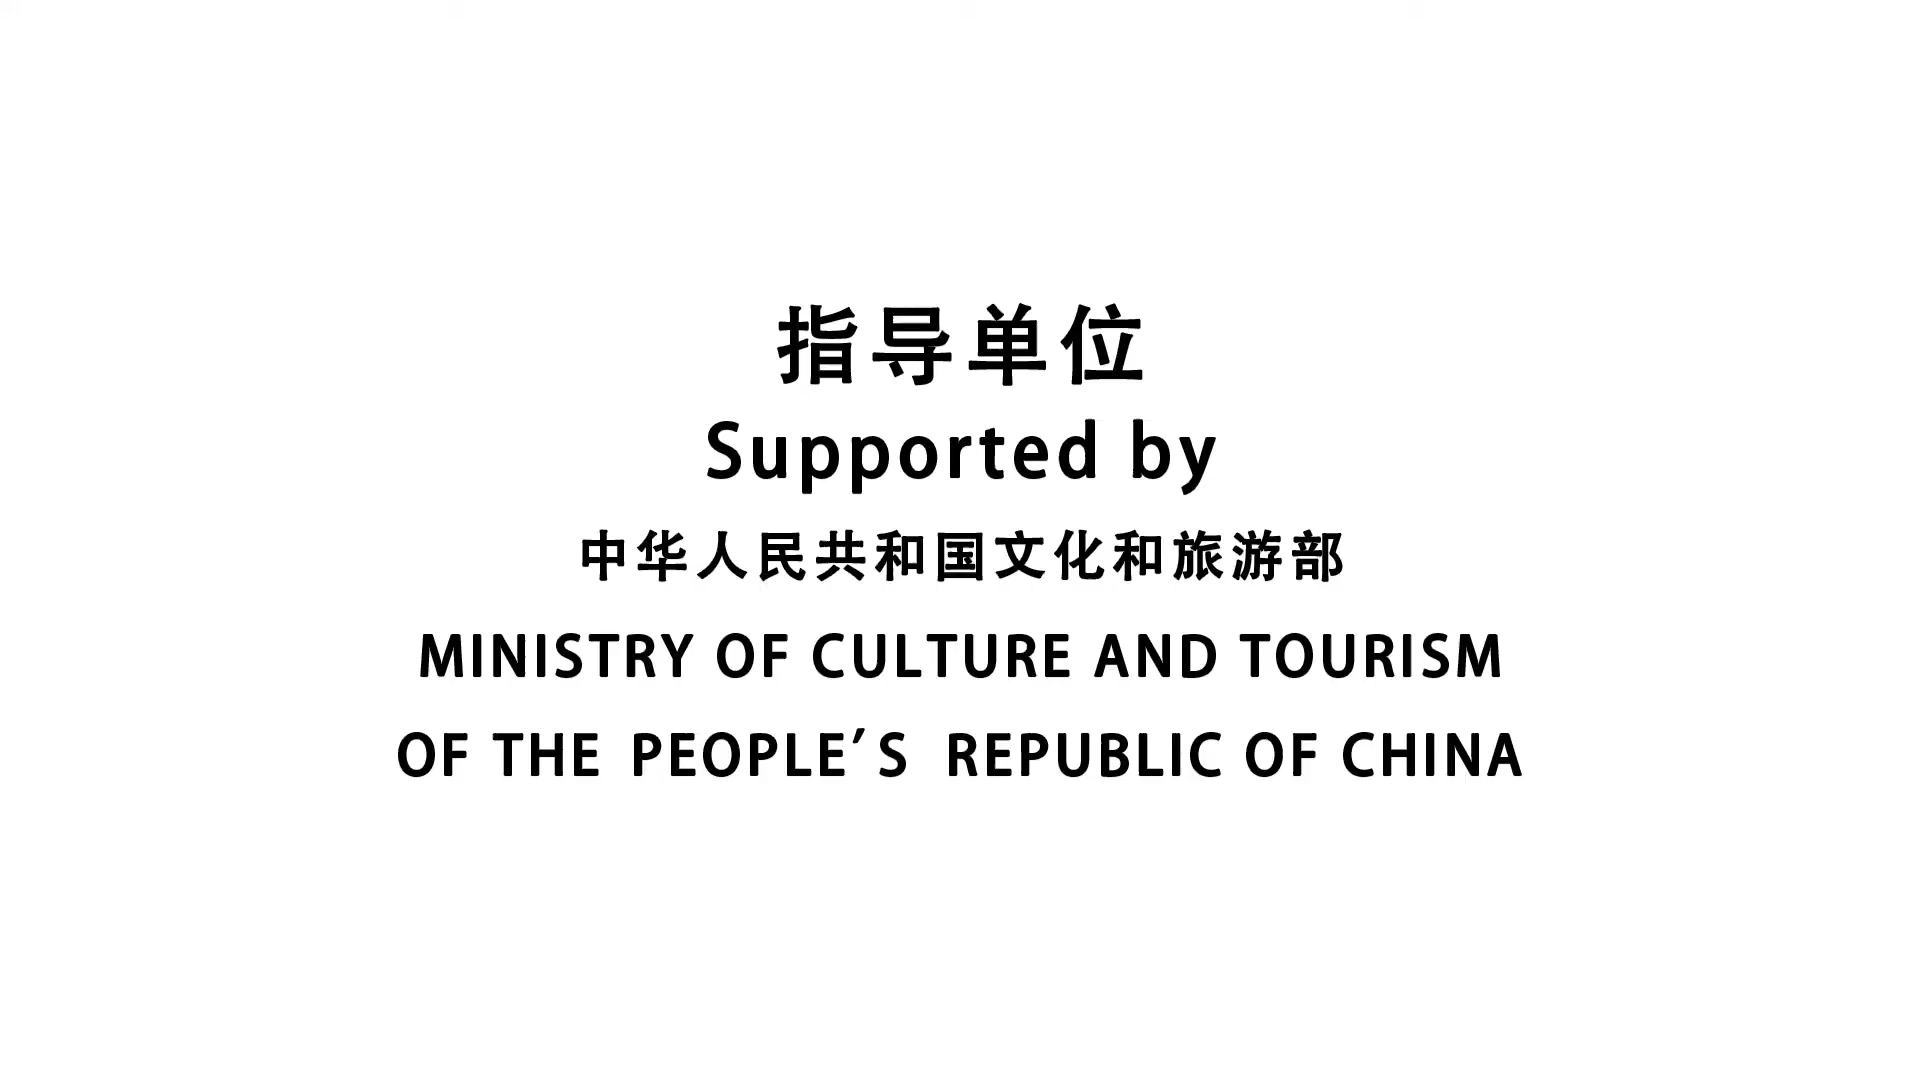 指导单位
Supported by
中华人民共和国文化和旅游部
MINISTRY OF CULTURE AND TOURISM
OF THE PEOPLE′S REPUBLIC OF CHINA